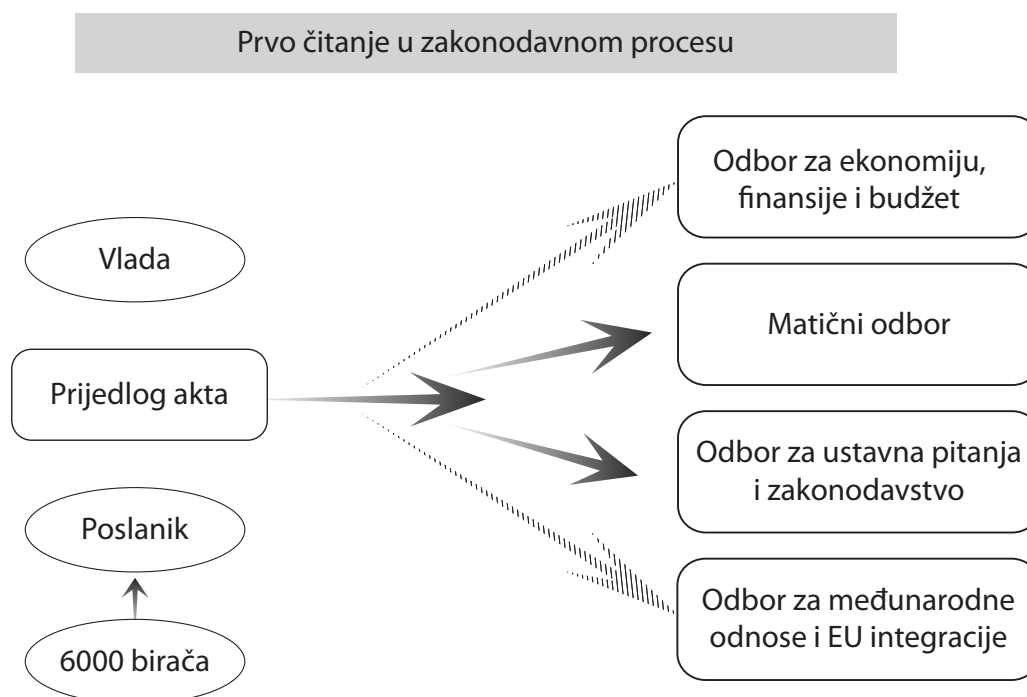 Prvo čitanje u zakonodavnom procesu
Vlada
Prijedlog akta
Poslanik
6000 birača
Odbor za ekonomiju,
finansije i budžet
Matični odbor
Odbor za ustavna pitanja
i zakonodavstvo
Odbor za međunarodne
odnose i EU integracije